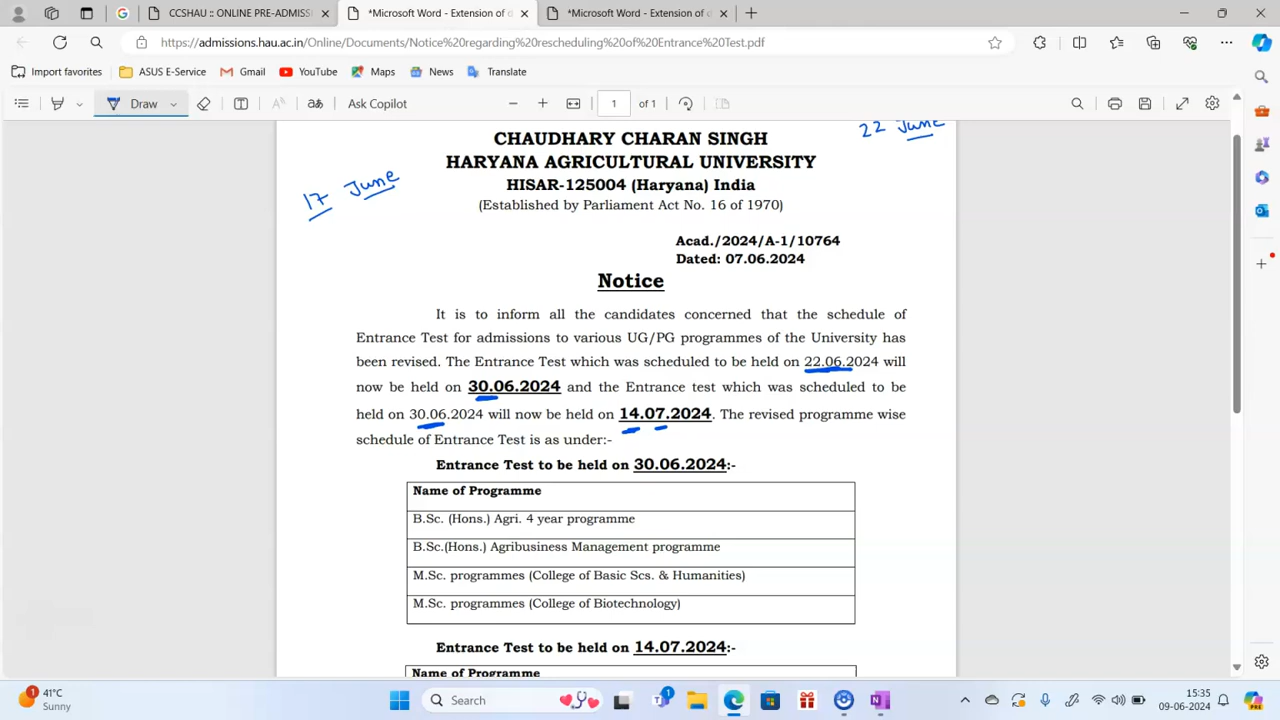 CCSHAU :: ONLINE PRE-ADMISS
*Microsoft Word - Extension of d
*Microsoft Word - Extension of d
https://admissions.hau.ac.in/Online/Documents/Notice%20regarding%20rescheduling%20of%20Entrance%20Test.pdf
Import favorites ASUS E-Service Gmail YouTube Maps News Translate
Draw Ask Copilot 1 of 1
22 June
17 June
CHAUDHARY CHARAN SINGH
HARYANA AGRICULTURAL UNIVERSITY
HISAR-125004 (Haryana) India
(Established by Parliament Act No. 16 of 1970)
Acad./2024/A-1/10764
Dated: 07.06.2024
Notice
It is to inform all the candidates concerned that the schedule of
Entrance Test for admissions to various UG/PG programmes of the University has
been revised. The Entrance Test which was scheduled to be held on 22.06.2024 will
now be held on 30.06.2024 and the Entrance test which was scheduled to be
held on 30.06.2024 will now be held on 14.07.2024. The revised programme wise
schedule of Entrance Test is as under:-
Entrance Test to be held on 30.06.2024:-
Name of Programme
B.Sc. (Hons.) Agri. 4 year programme
B.Sc.(Hons.) Agribusiness Management programme
M.Sc. programmes (College of Basic Scs. & Humanities)
M.Sc. programmes (College of Biotechnology)
Entrance Test to be held on 14.07.2024:-
Name of Programme
1
41°C
Sunny
Search
1
15:35
09-06-2024